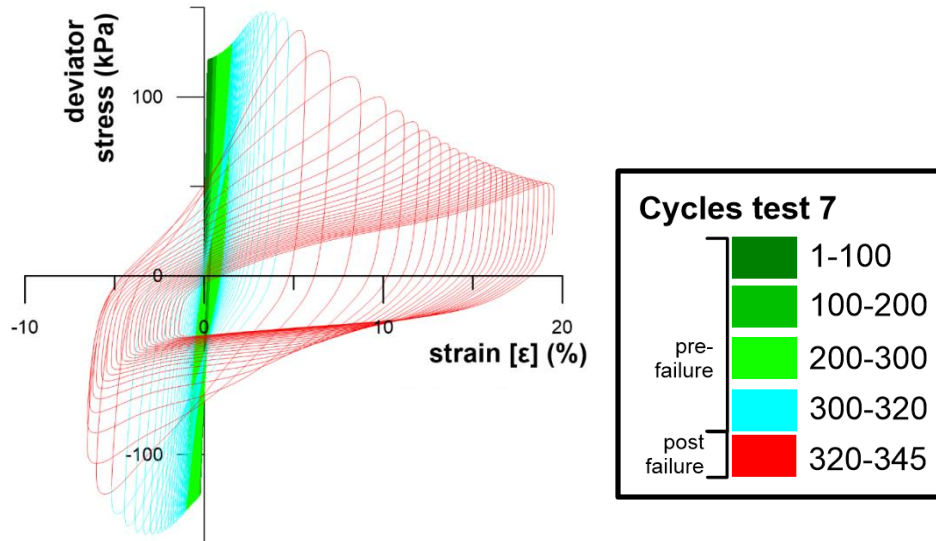 deviator
stress (kPa)
100
0
-10
0
10
20
strain [ε] (%)
-100
Cycles test 7
1-100
100-200
200-300
pre-
failure
300-320
post
failure
320-345